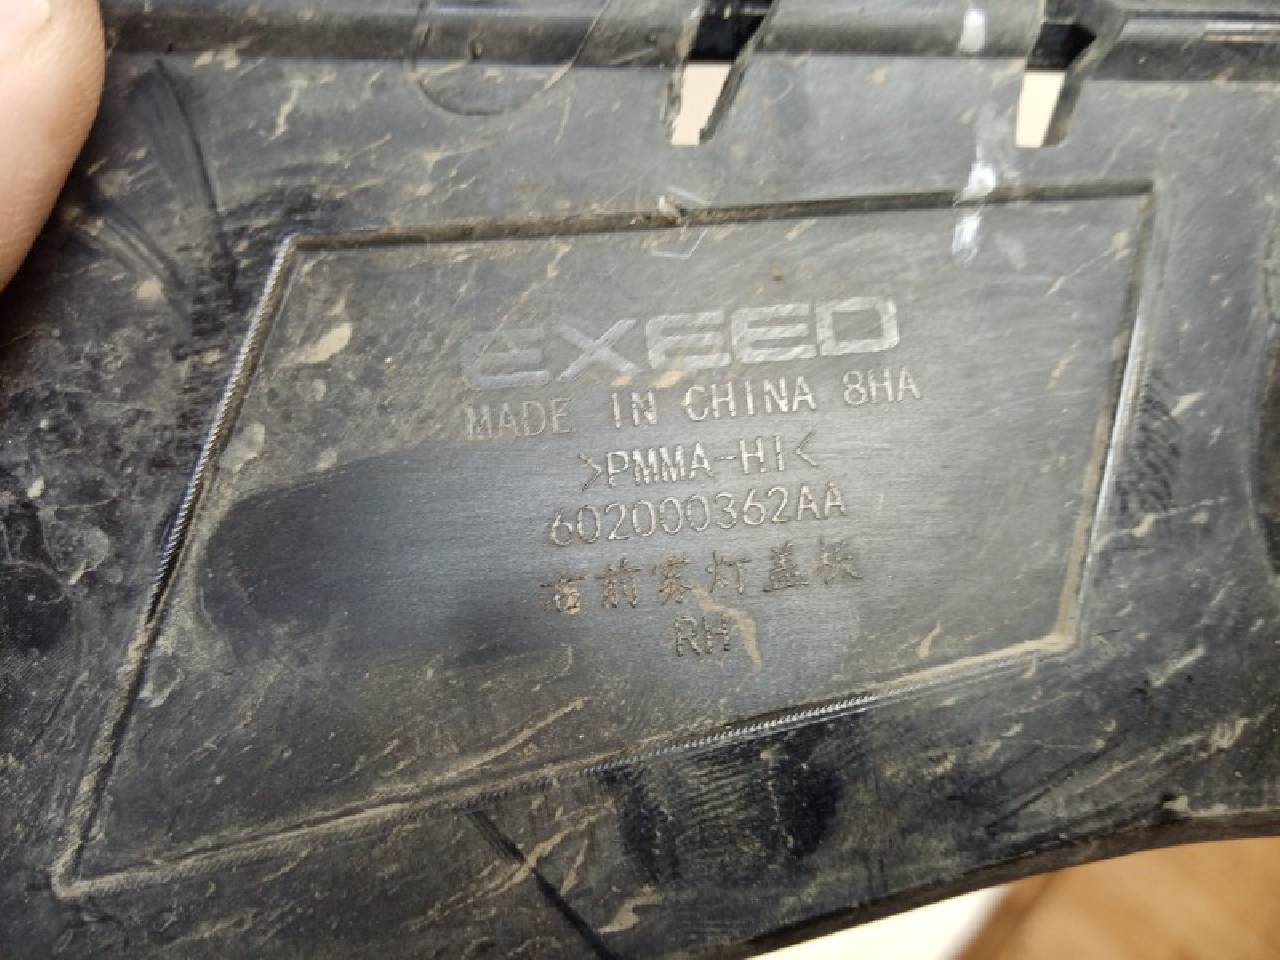 EXEED
MADE IN CHINA 8HA
>PMMA-HI<
602000362AA
右前雾灯盖板
RH